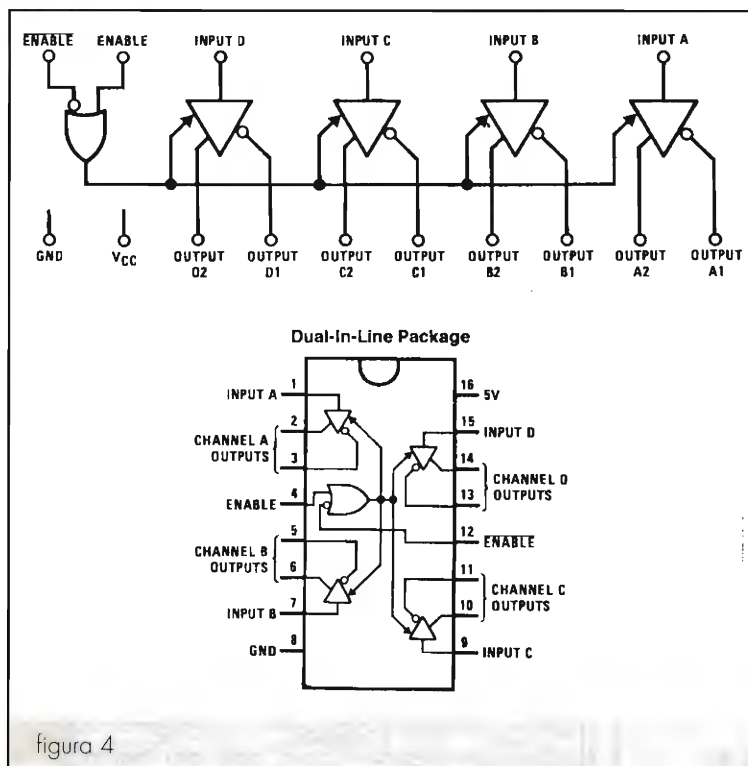 ENABLE ENABLE INPUT D INPUT C INPUT B INPUT A
GND VCC OUTPUT D2 OUTPUT D1 OUTPUT C2 OUTPUT C1 OUTPUT B2 OUTPUT B1 OUTPUT A2 OUTPUT A1
Dual-In-Line Package
INPUT A 1 16 5V
2 15 INPUT D
CHANNEL A OUTPUTS 14 CHANNEL D OUTPUTS
3 13
ENABLE 4 12 ENABLE
5 11
CHANNEL B OUTPUTS CHANNEL C OUTPUTS
6 10
INPUT B 7
GND 8 9 INPUT C
figura 4